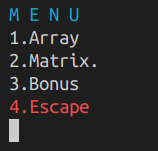 M E N U
1.Array
2.Matrix.
3.Bonus
4.Escape